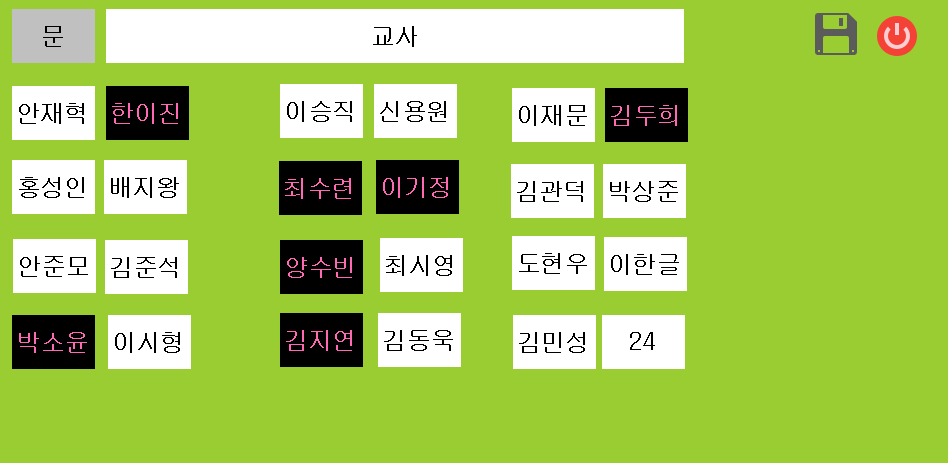 문 교사
안재혁 한이진 이승직 신용원 이재문 김두희
홍성인 배지왕 최수련 이기정 김관덕 박상준
안준모 김준석 양수빈 최시영 도현우 이한글
박소윤 이시형 김지연 김동욱 김민성 24